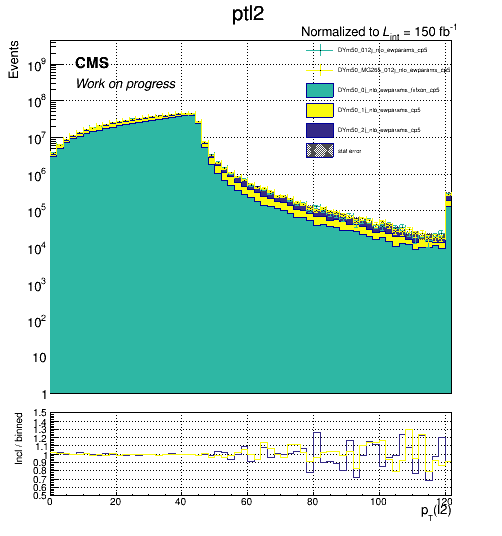 ptl2
Normalized to L_int = 150 fb^-1
Events
CMS
Work on progress
DYm50_012j_nlo_ewparams_cp5
DYm50_MG265_012j_nlo_ewparams_cp5
DYm50_0j_nlo_ewparams_fxfxon_cp5
DYm50_1j_nlo_ewparams_cp5
DYm50_2j_nlo_ewparams_cp5
stat error
10^9
10^8
10^7
10^6
10^5
10^4
10^3
10^2
10
1
Incl / binned
1.5
1.4
1.3
1.2
1.1
1
0.9
0.8
0.7
0.6
0.5
0 20 40 60 80 100 120
p_T(l2)